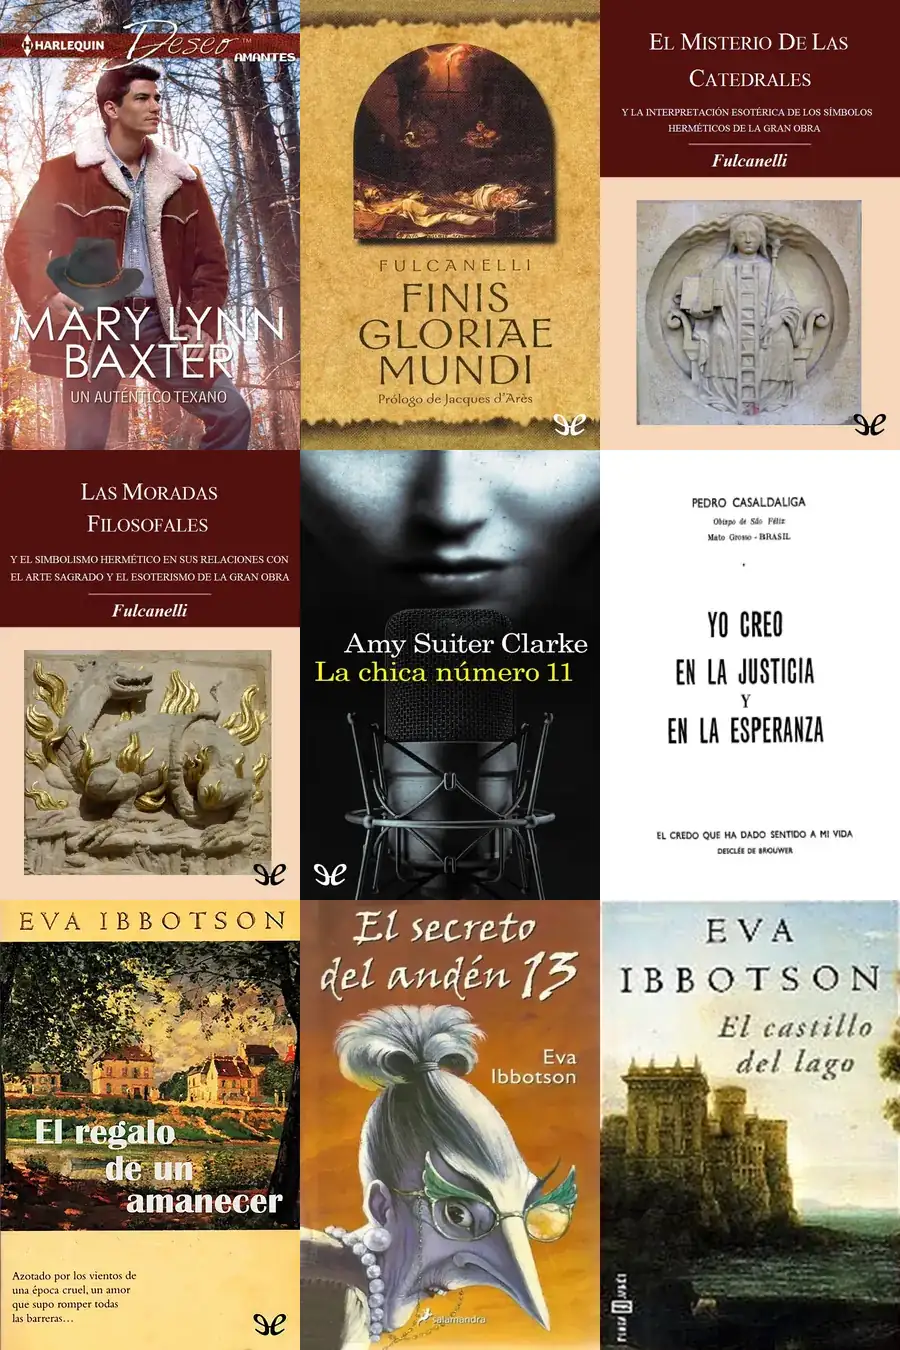 HARLEQUIN Deseo™
AMANTES
MARY LYNN
BAXTER
UN AUTÉNTICO TEXANO
FULCANELLI
FINIS
GLORIAE
MUNDI
Prólogo de Jacques d'Arès
EL MISTERIO DE LAS
CATEDRALES
Y LA INTERPRETACIÓN ESOTÉRICA DE LOS SÍMBOLOS
HERMÉTICOS DE LA GRAN OBRA
Fulcanelli
LAS MORADAS
FILOSOFALES
Y EL SIMBOLISMO HERMÉTICO EN SUS RELACIONES CON
EL ARTE SAGRADO Y EL ESOTERISMO DE LA GRAN OBRA
Fulcanelli
Amy Suiter Clarke
La chica número 11
PEDRO CASALDALIGA
Obispo de São Félix
Mato Grosso - BRASIL
YO CREO
EN LA JUSTICIA
Y
EN LA ESPERANZA
EL CREDO QUE HA DADO SENTIDO A MI VIDA
DESCLÉE DE BROUWER
EVA IBBOTSON
El regalo
de un
amanecer
Azotado por los vientos de
una época cruel, un amor
que supo romper todas
las barreras...
El secreto
del andén 13
Eva
Ibbotson
salamandra
EVA
IBBOTSON
El castillo
del lago
PLAZA JANÉS